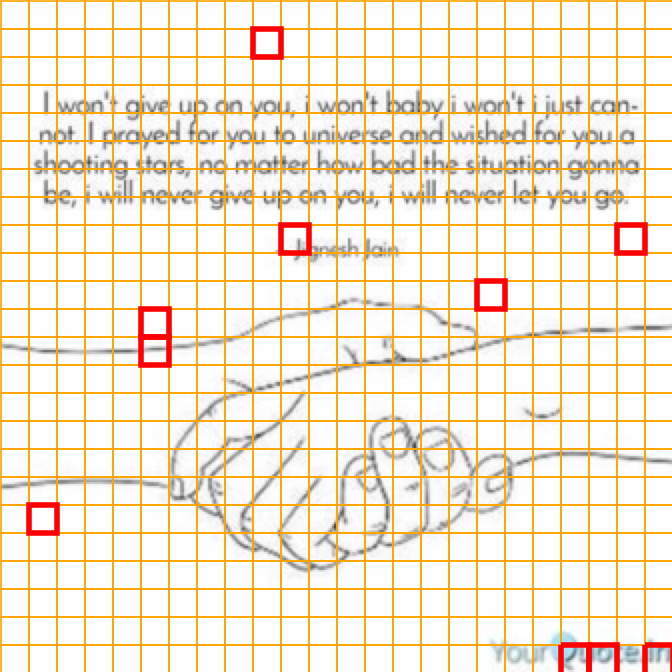 I won't give up on you, i won't baby i won't i just can-
not. I prayed for you to universe and wished for you a
shooting stars, no matter how bad the situation gonna
be, i will never give up on you, i will never let you go.
- Jignesh Jain
YourQuote.in